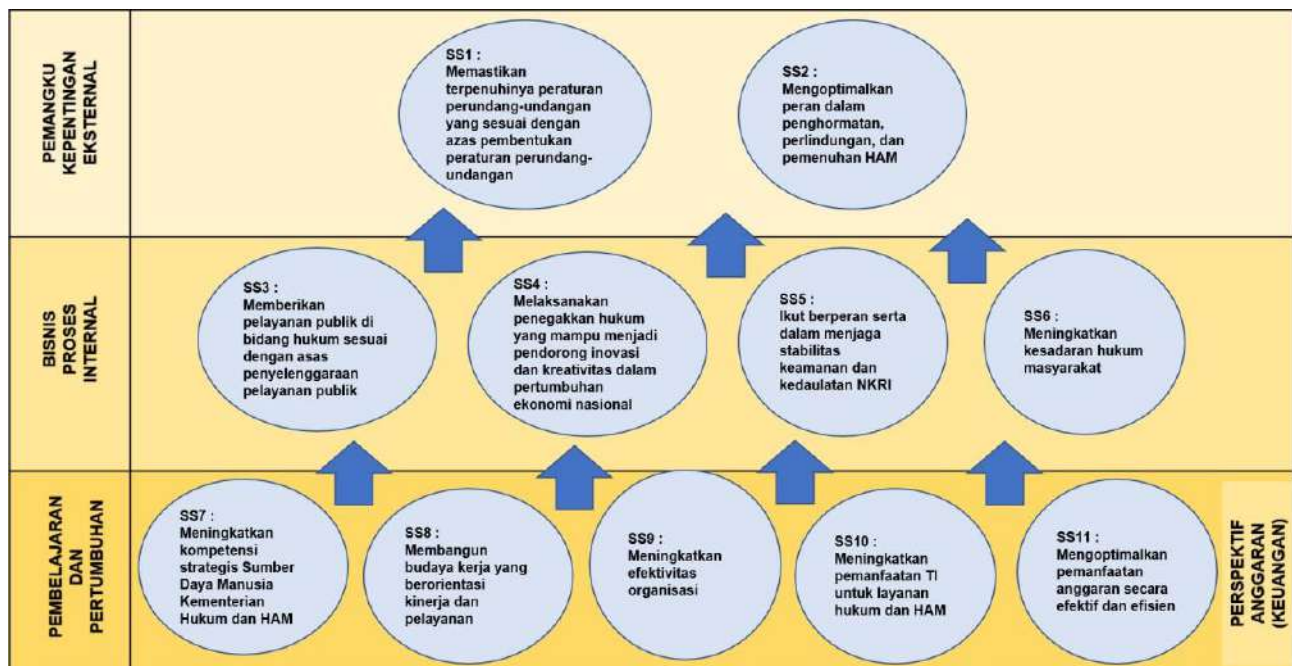 PEMANGKU
KEPENTINGAN
EKSTERNAL
SS1 :
Memastikan
terpenuhinya peraturan
perundang-undangan
yang sesuai dengan
azas pembentukan
peraturan perundang-
undangan
SS2 :
Mengoptimalkan
peran dalam
penghormatan,
perlindungan, dan
pemenuhan HAM
BISNIS
PROSES
INTERNAL
SS3 :
Memberikan
pelayanan publik di
bidang hukum sesuai
dengan asas
penyelenggaraan
pelayanan publik
SS4 :
Melaksanakan
penegakkan hukum
yang mampu menjadi
pendorong inovasi
dan kreativitas dalam
pertumbuhan
ekonomi nasional
SS5 :
Ikut berperan serta
dalam menjaga
stabilitas
keamanan dan
kedaulatan NKRI
SS6 :
Meningkatkan
kesadaran hukum
masyarakat
PEMBELAJARAN
DAN
PERTUMBUHAN
SS7 :
Meningkatkan
kompetensi
strategis Sumber
Daya Manusia
Kementerian
Hukum dan HAM
SS8 :
Membangun
budaya kerja yang
berorientasi
kinerja dan
pelayanan
SS9 :
Meningkatkan
efektivitas
organisasi
SS10 :
Meningkatkan
pemanfaatan TI
untuk layanan
hukum dan HAM
SS11 :
Mengoptimalkan
pemanfaatan
anggaran secara
efektif dan efisien
PERSPEKTIF
ANGGARAN
(KEUANGAN)